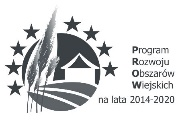 Program
Rozwoju
Obszarów
Wiejskich
na lata 2014-2020